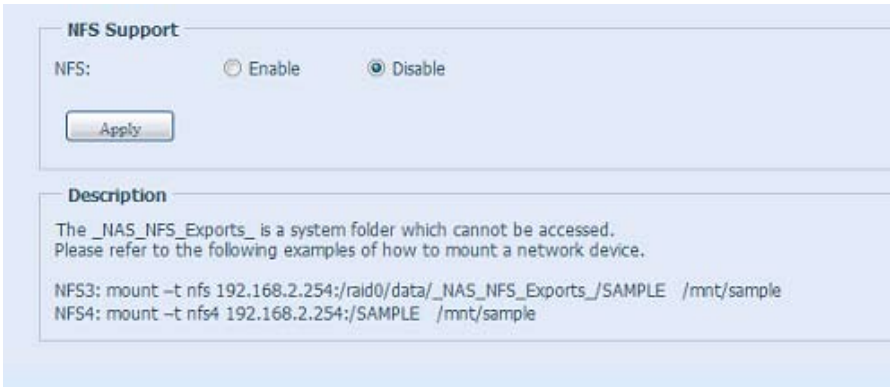 NFS Support
NFS: Enable Disable
Apply
Description
The _NAS_NFS_Exports_ is a system folder which cannot be accessed.
Please refer to the following examples of how to mount a network device.
NFS3: mount –t nfs 192.168.2.254:/raid0/data/_NAS_NFS_Exports_/SAMPLE /mnt/sample
NFS4: mount –t nfs4 192.168.2.254:/SAMPLE /mnt/sample